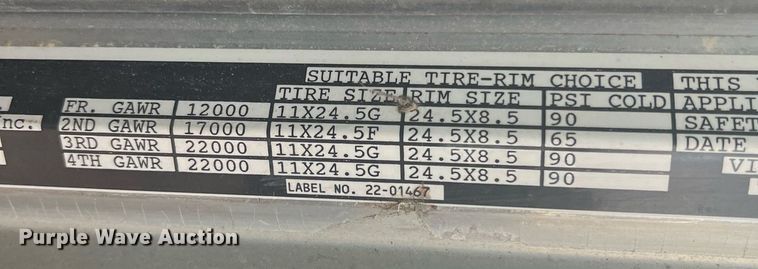 SUITABLE TIRE-RIM CHOICE THIS
TIRE SIZE RIM SIZE PSI COLD APPLI
FR. GAWR 12000 11X24.5G 24.5X8.5 90 SAFET
nc. 2ND GAWR 17000 11X24.5F 24.5X8.5 65 DATE
3RD GAWR 22000 11X24.5G 24.5X8.5 90 VI
4TH GAWR 22000 11X24.5G 24.5X8.5 90
LABEL NO. 22-01467
Purple Wave Auction